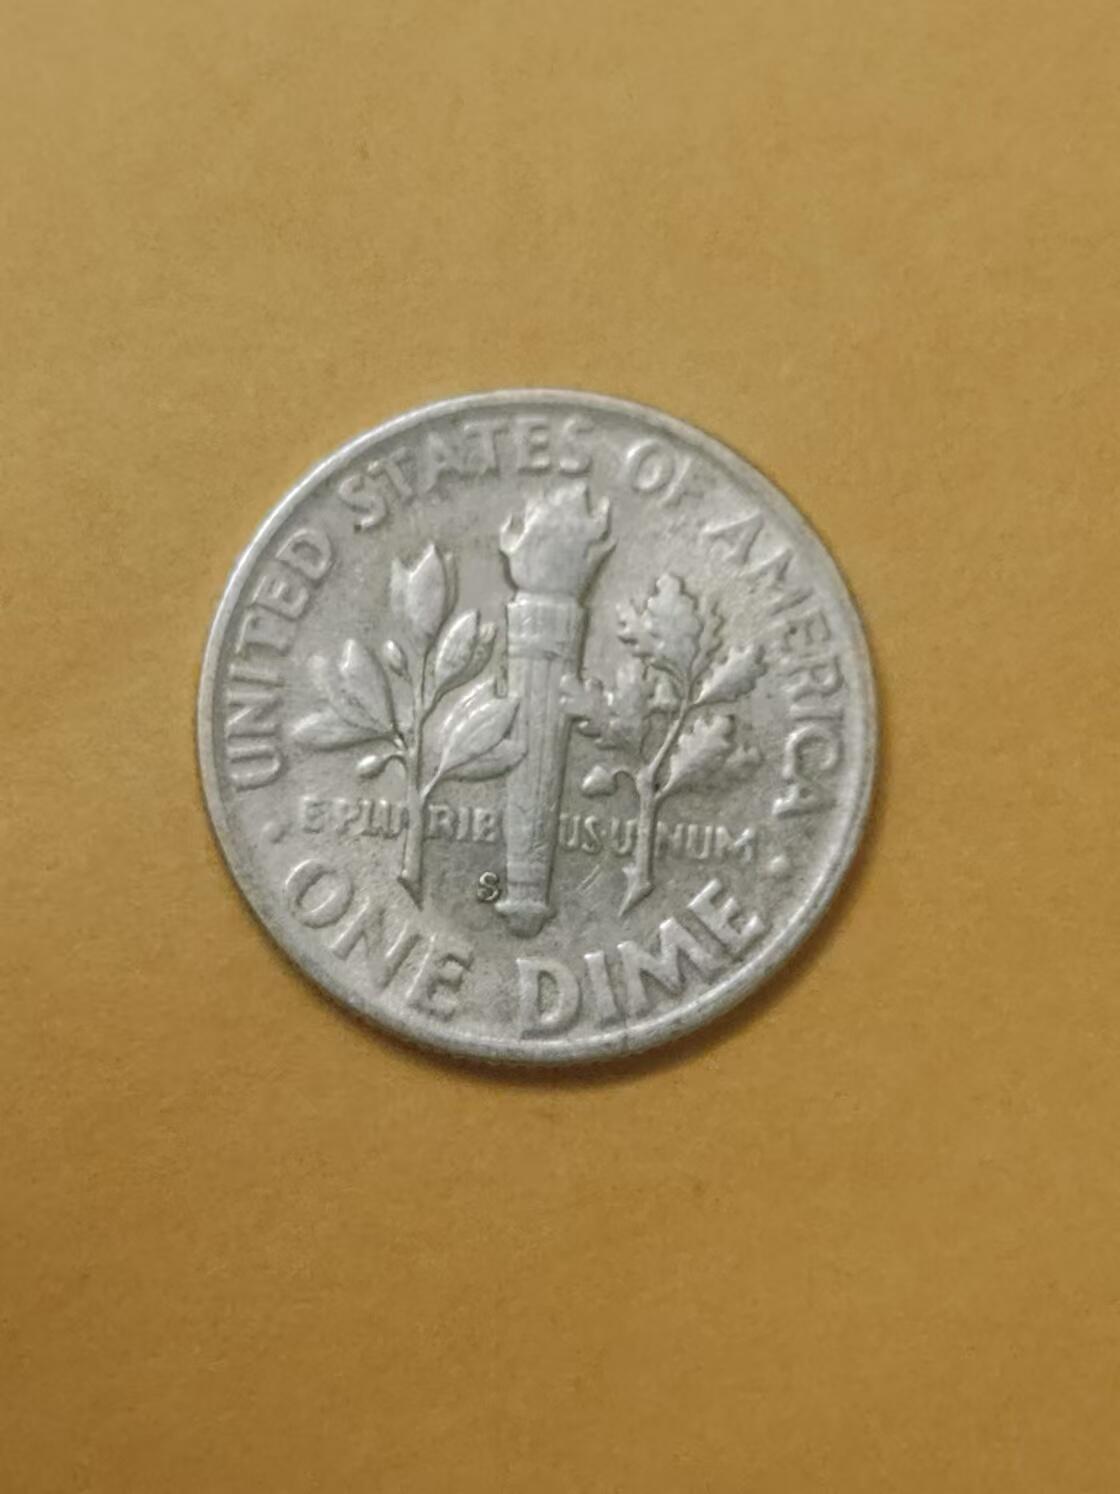 UNITED STATES OF AMERICA
E PLURIBUS UNUM
S
ONE DIME